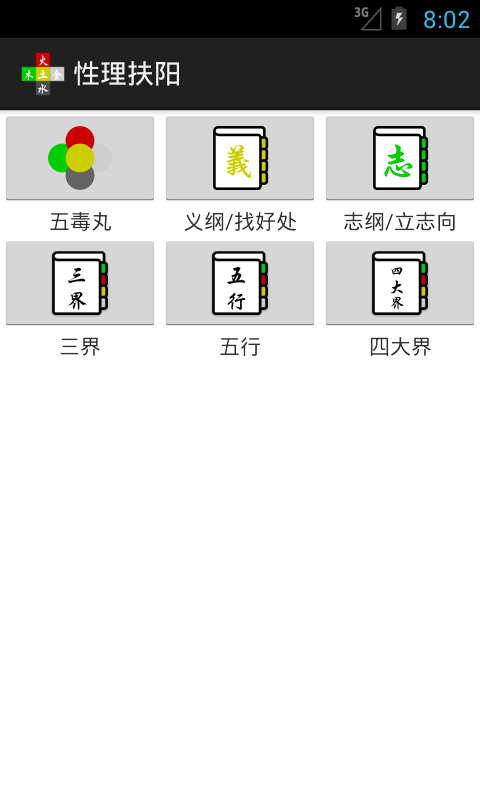 3G 8:02
火
木土金
水
性理扶阳
義 志
五毒丸 义纲/找好处 志纲/立志向
三界 五行 四大界
三界 五行 四大界